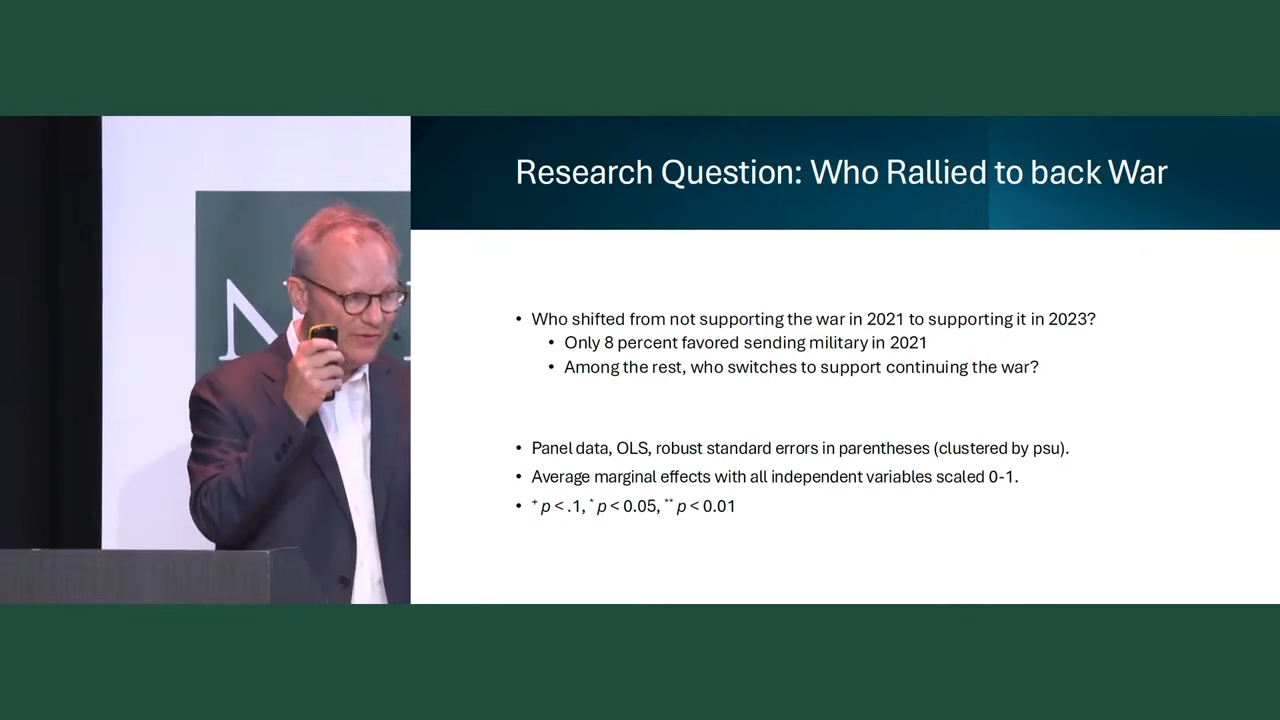 Research Question: Who Rallied to back War
• Who shifted from not supporting the war in 2021 to supporting it in 2023?
• Only 8 percent favored sending military in 2021
• Among the rest, who switches to support continuing the war?
• Panel data, OLS, robust standard errors in parentheses (clustered by psu).
• Average marginal effects with all independent variables scaled 0-1.
• + p < .1, * p < 0.05, ** p < 0.01